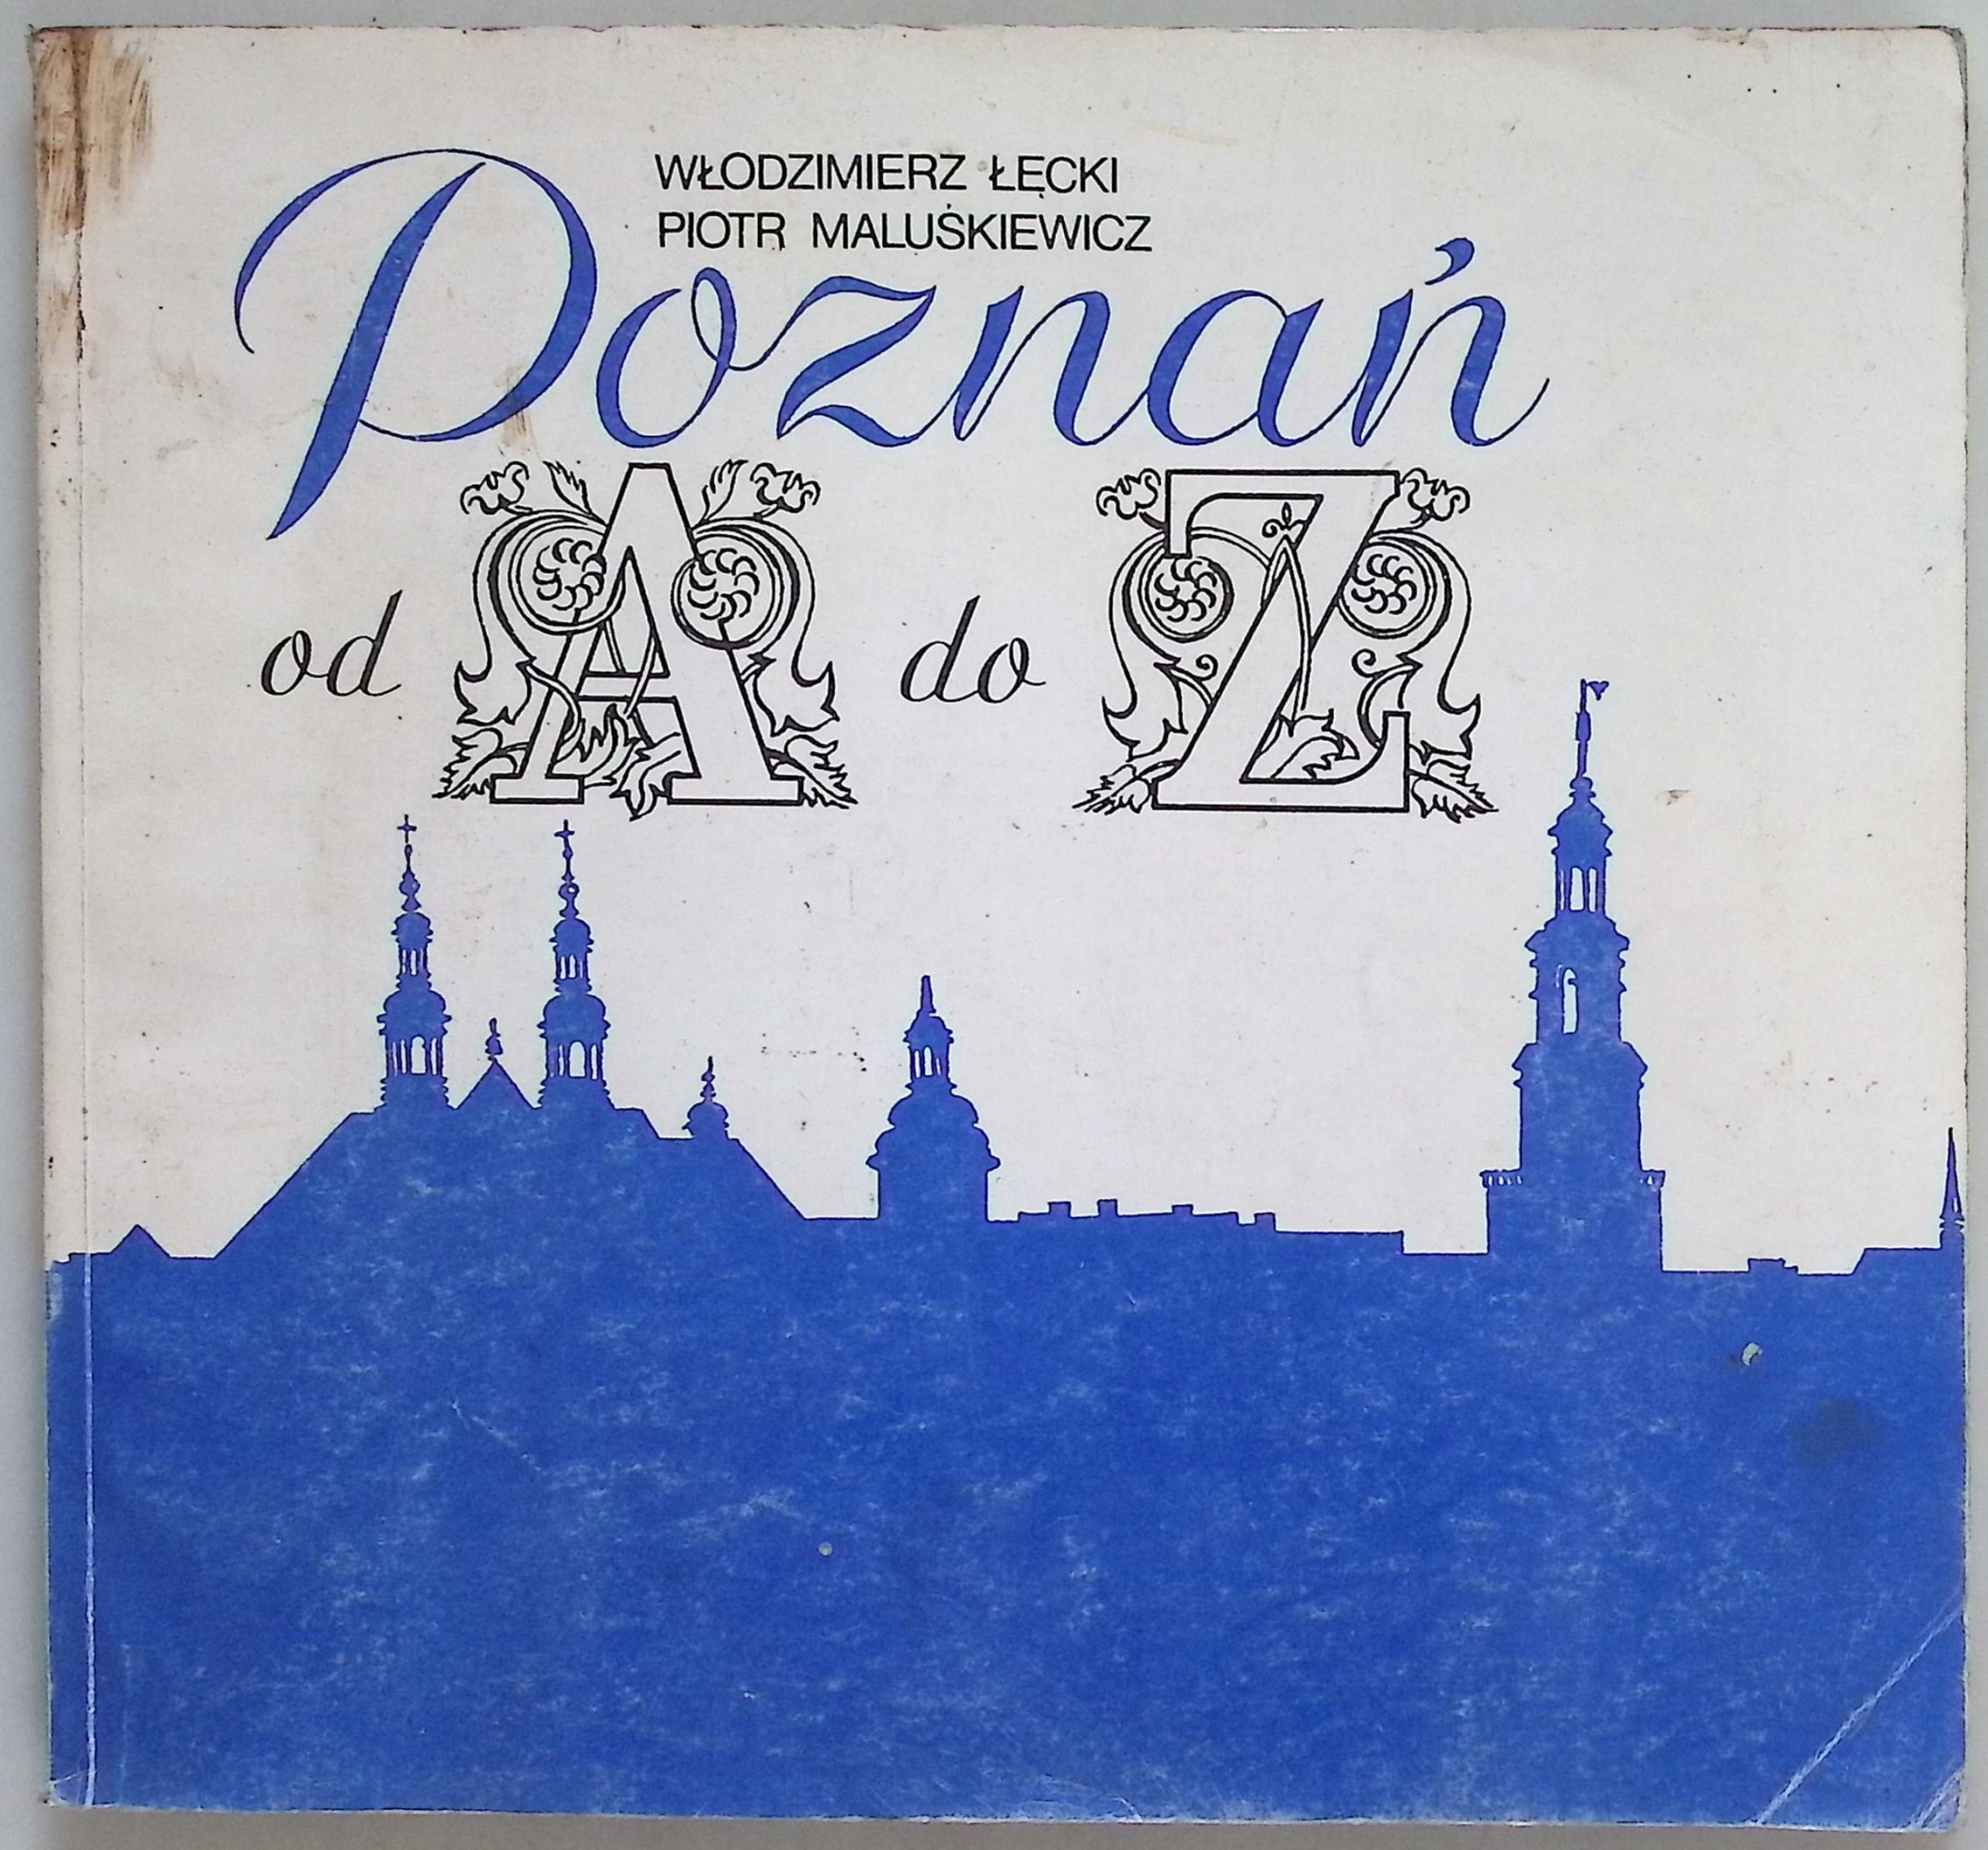 WŁODZIMIERZ ŁĘCKI
PIOTR MALUŚKIEWICZ
Poznań
od A do Z